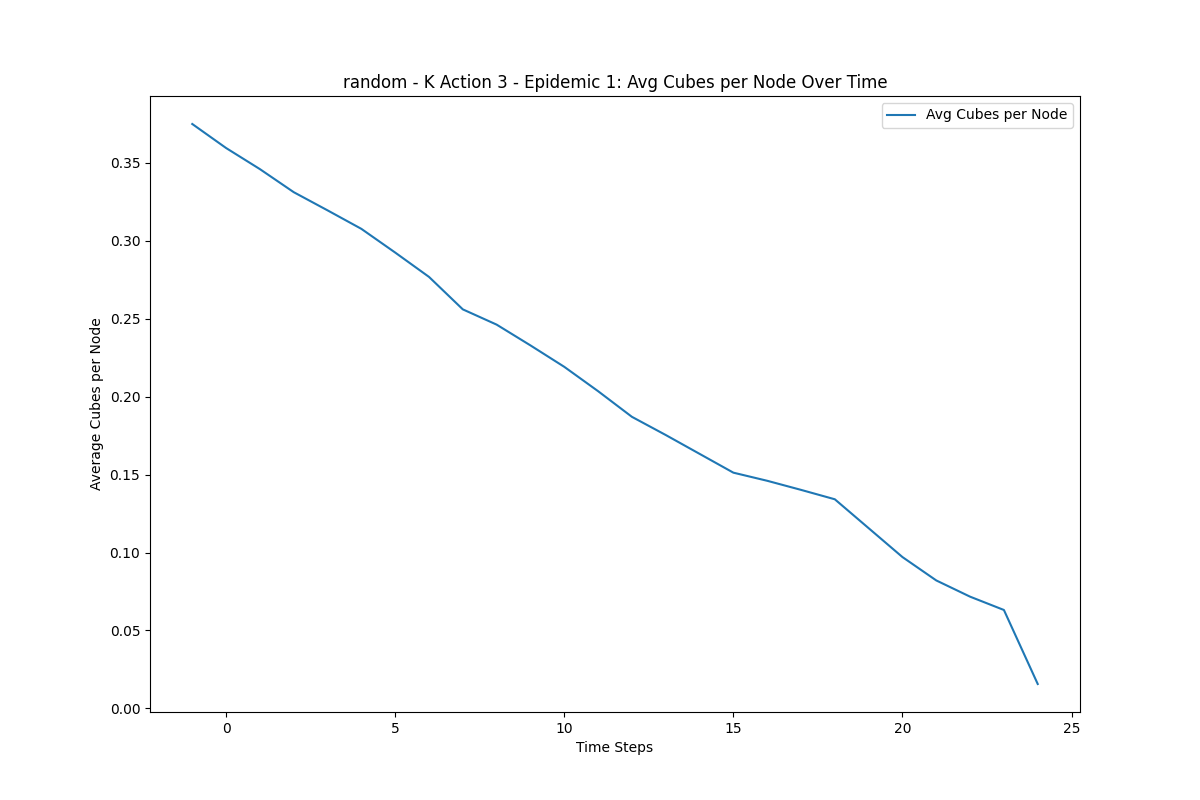 random - K Action 3 - Epidemic 1: Avg Cubes per Node Over Time
Avg Cubes per Node
Average Cubes per Node
0.35
0.30
0.25
0.20
0.15
0.10
0.05
0.00
0 5 10 15 20 25
Time Steps